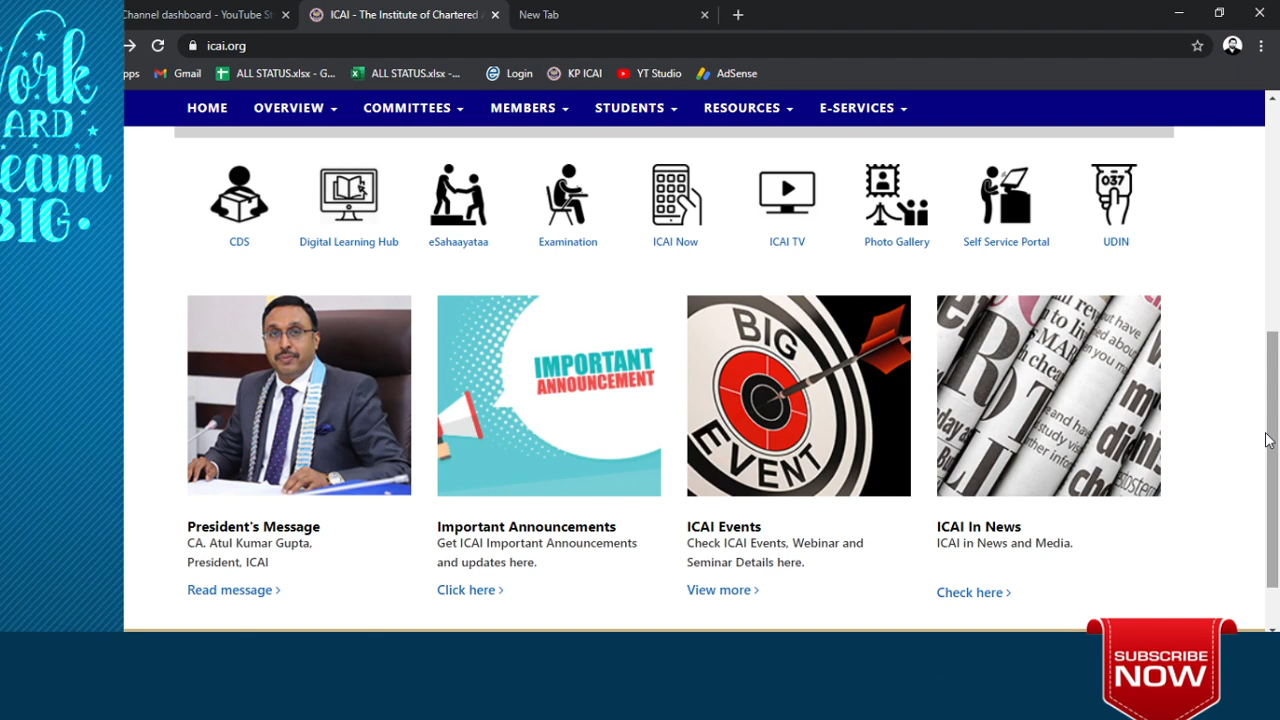 Channel dashboard - YouTube St
ICAI - The Institute of Chartered A
New Tab
icai.org
pps
Gmail
ALL STATUS.xlsx - G...
ALL STATUS.xlsx -...
Login
KP ICAI
YT Studio
AdSense
ork
ARD
ream
BIG.
HOME
OVERVIEW
COMMITTEES
MEMBERS
STUDENTS
RESOURCES
E-SERVICES
037
CDS
Digital Learning Hub
eSahaayataa
Examination
ICAI Now
ICAI TV
Photo Gallery
Self Service Portal
UDIN
IMPORTANT
ANNOUNCEMENT
BIG
EVENT
President's Message
CA. Atul Kumar Gupta,
President, ICAI
Read message >
Important Announcements
Get ICAI Important Announcements
and updates here.
Click here >
ICAI Events
Check ICAI Events, Webinar and
Seminar Details here.
View more >
ICAI In News
ICAI in News and Media.
Check here >
SUBSCRIBE
NOW